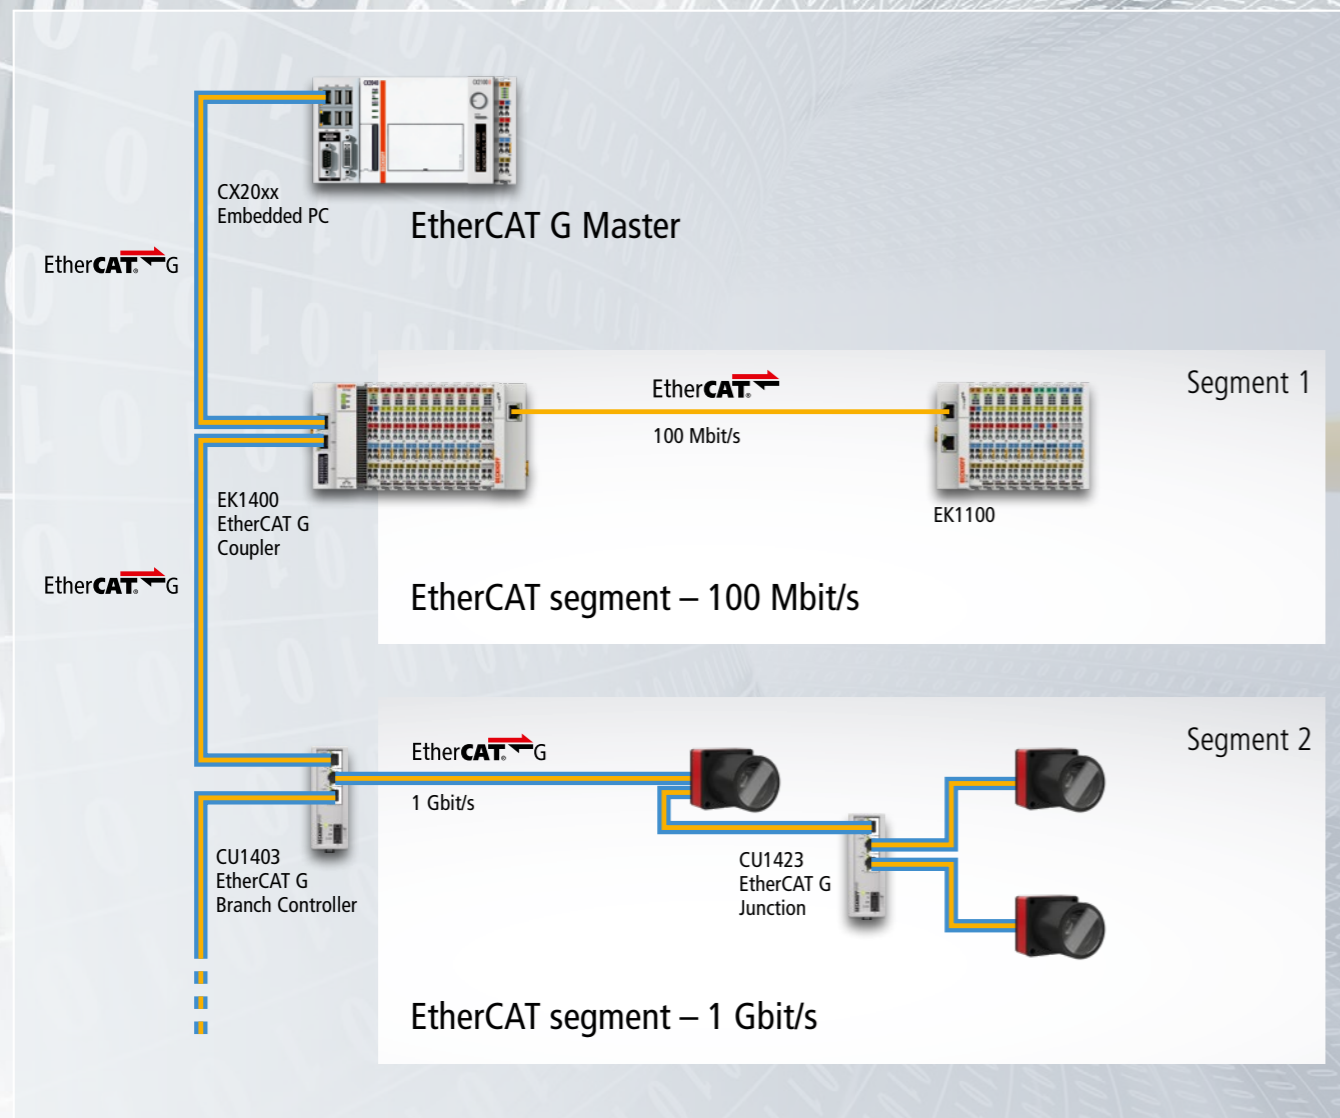 CX20xx
Embedded PC
EtherCAT G Master
EtherCAT® G
Segment 1
EtherCAT®
100 Mbit/s
EK1400
EtherCAT G
Coupler
EK1100
EtherCAT® G
EtherCAT segment – 100 Mbit/s
Segment 2
EtherCAT® G
1 Gbit/s
CU1403
EtherCAT G
Branch Controller
CU1423
EtherCAT G
Junction
EtherCAT segment – 1 Gbit/s